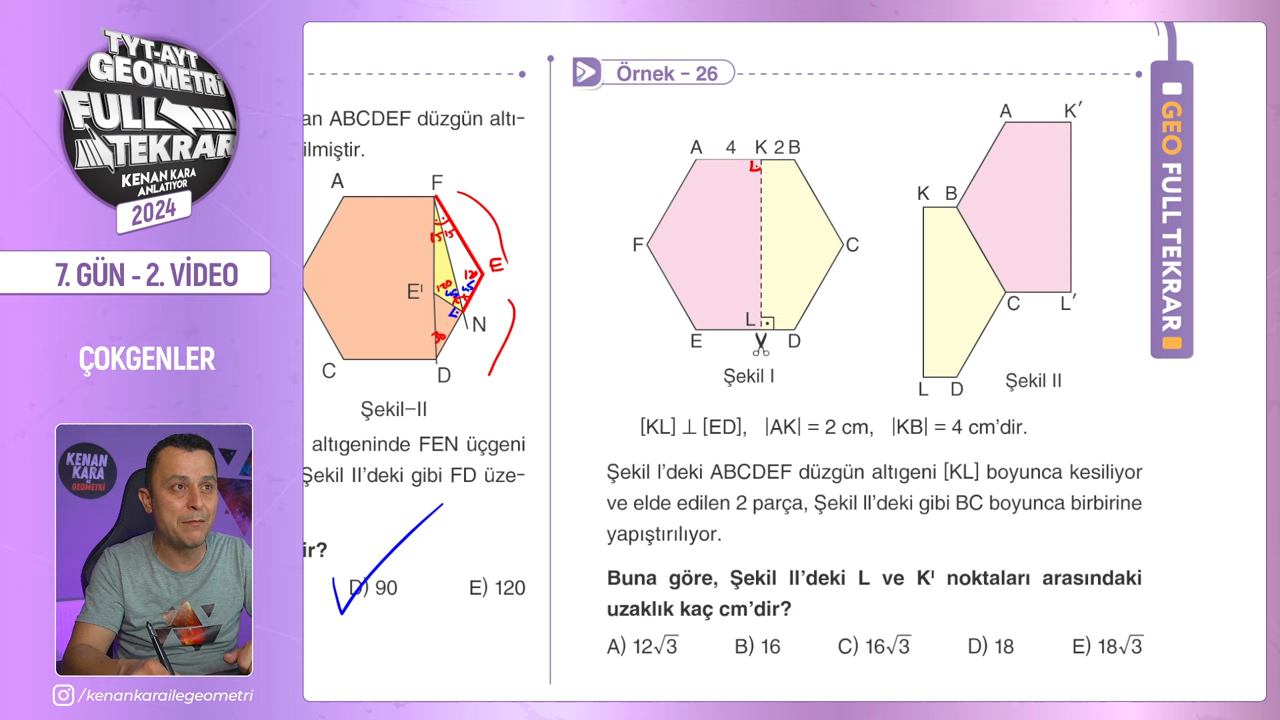 TYT-AYT
GEOMETRİ
FULL
TEKRAR
KENAN KARA
ANLATIYOR
2024
7. GÜN - 2. VİDEO
ÇOKGENLER
KENAN
KARA
ile
GEOMETRİ
/kenankarailegeometri
an ABCDEF düzgün altı-
ilmiştir.
A F
15 15
E
120
E'
N
30
C D
Şekil-II
altıgeninde FEN üçgeni
Şekil II'deki gibi FD üze-
ir?
D) 90 E) 120
Örnek - 26
A 4 K 2 B
F C
E L D
Şekil I
A K'
K B
C L'
L D
Şekil II
[KL] ⊥ [ED], |AK| = 2 cm, |KB| = 4 cm'dir.
Şekil I'deki ABCDEF düzgün altıgeni [KL] boyunca kesiliyor
ve elde edilen 2 parça, Şekil II'deki gibi BC boyunca birbirine
yapıştırılıyor.
Buna göre, Şekil II'deki L ve K' noktaları arasındaki
uzaklık kaç cm'dir?
A) 12√3 B) 16 C) 16√3 D) 18 E) 18√3
GEO FULL TEKRAR